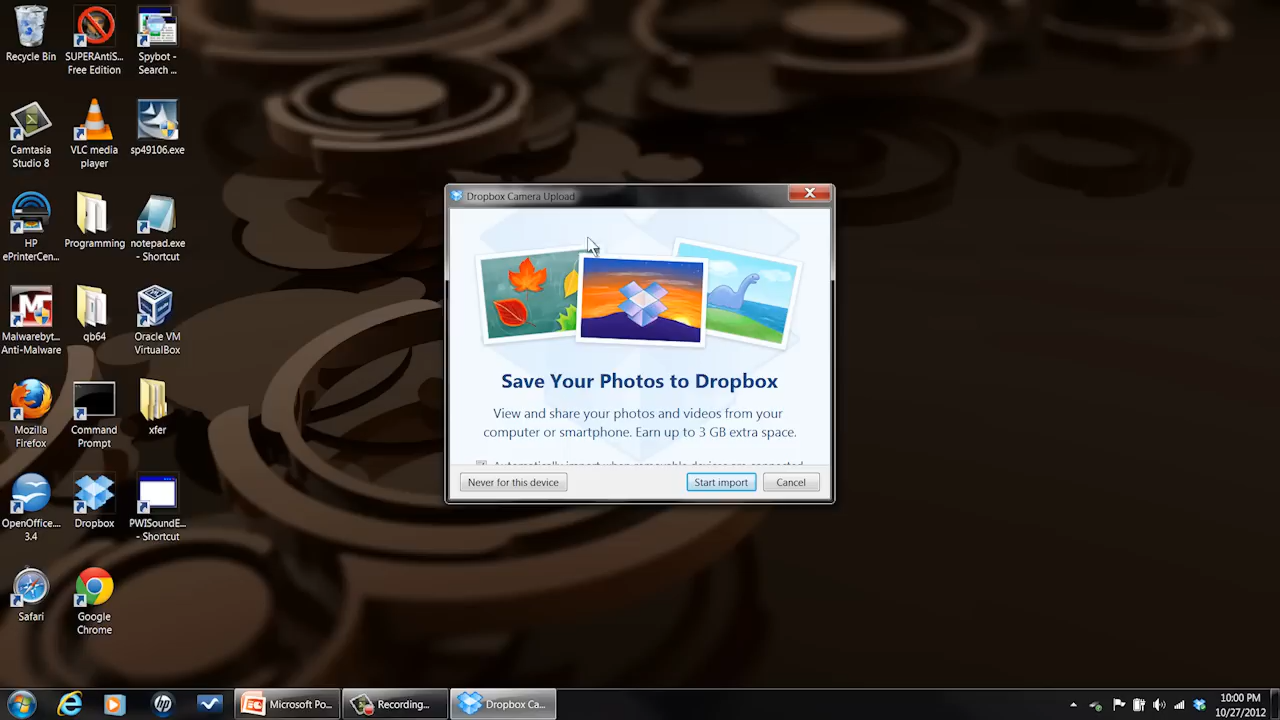 Recycle Bin
SUPERAntiS...
Free Edition
Spybot -
Search ...
Camtasia
Studio 8
VLC media
player
sp49106.exe
HP
ePrinterCen...
Programming
notepad.exe
- Shortcut
Malwarebyt...
Anti-Malware
qb64
Oracle VM
VirtualBox
Mozilla
Firefox
Command
Prompt
xfer
OpenOffice....
3.4
Dropbox
PWISoundE...
- Shortcut
Safari
Google
Chrome
Dropbox Camera Upload
Save Your Photos to Dropbox
View and share your photos and videos from your
computer or smartphone. Earn up to 3 GB extra space.
Automatically import when removable devices are connected
Never for this device
Start import
Cancel
Microsoft Po...
Recording...
Dropbox Ca...
10:00 PM
10/27/2012